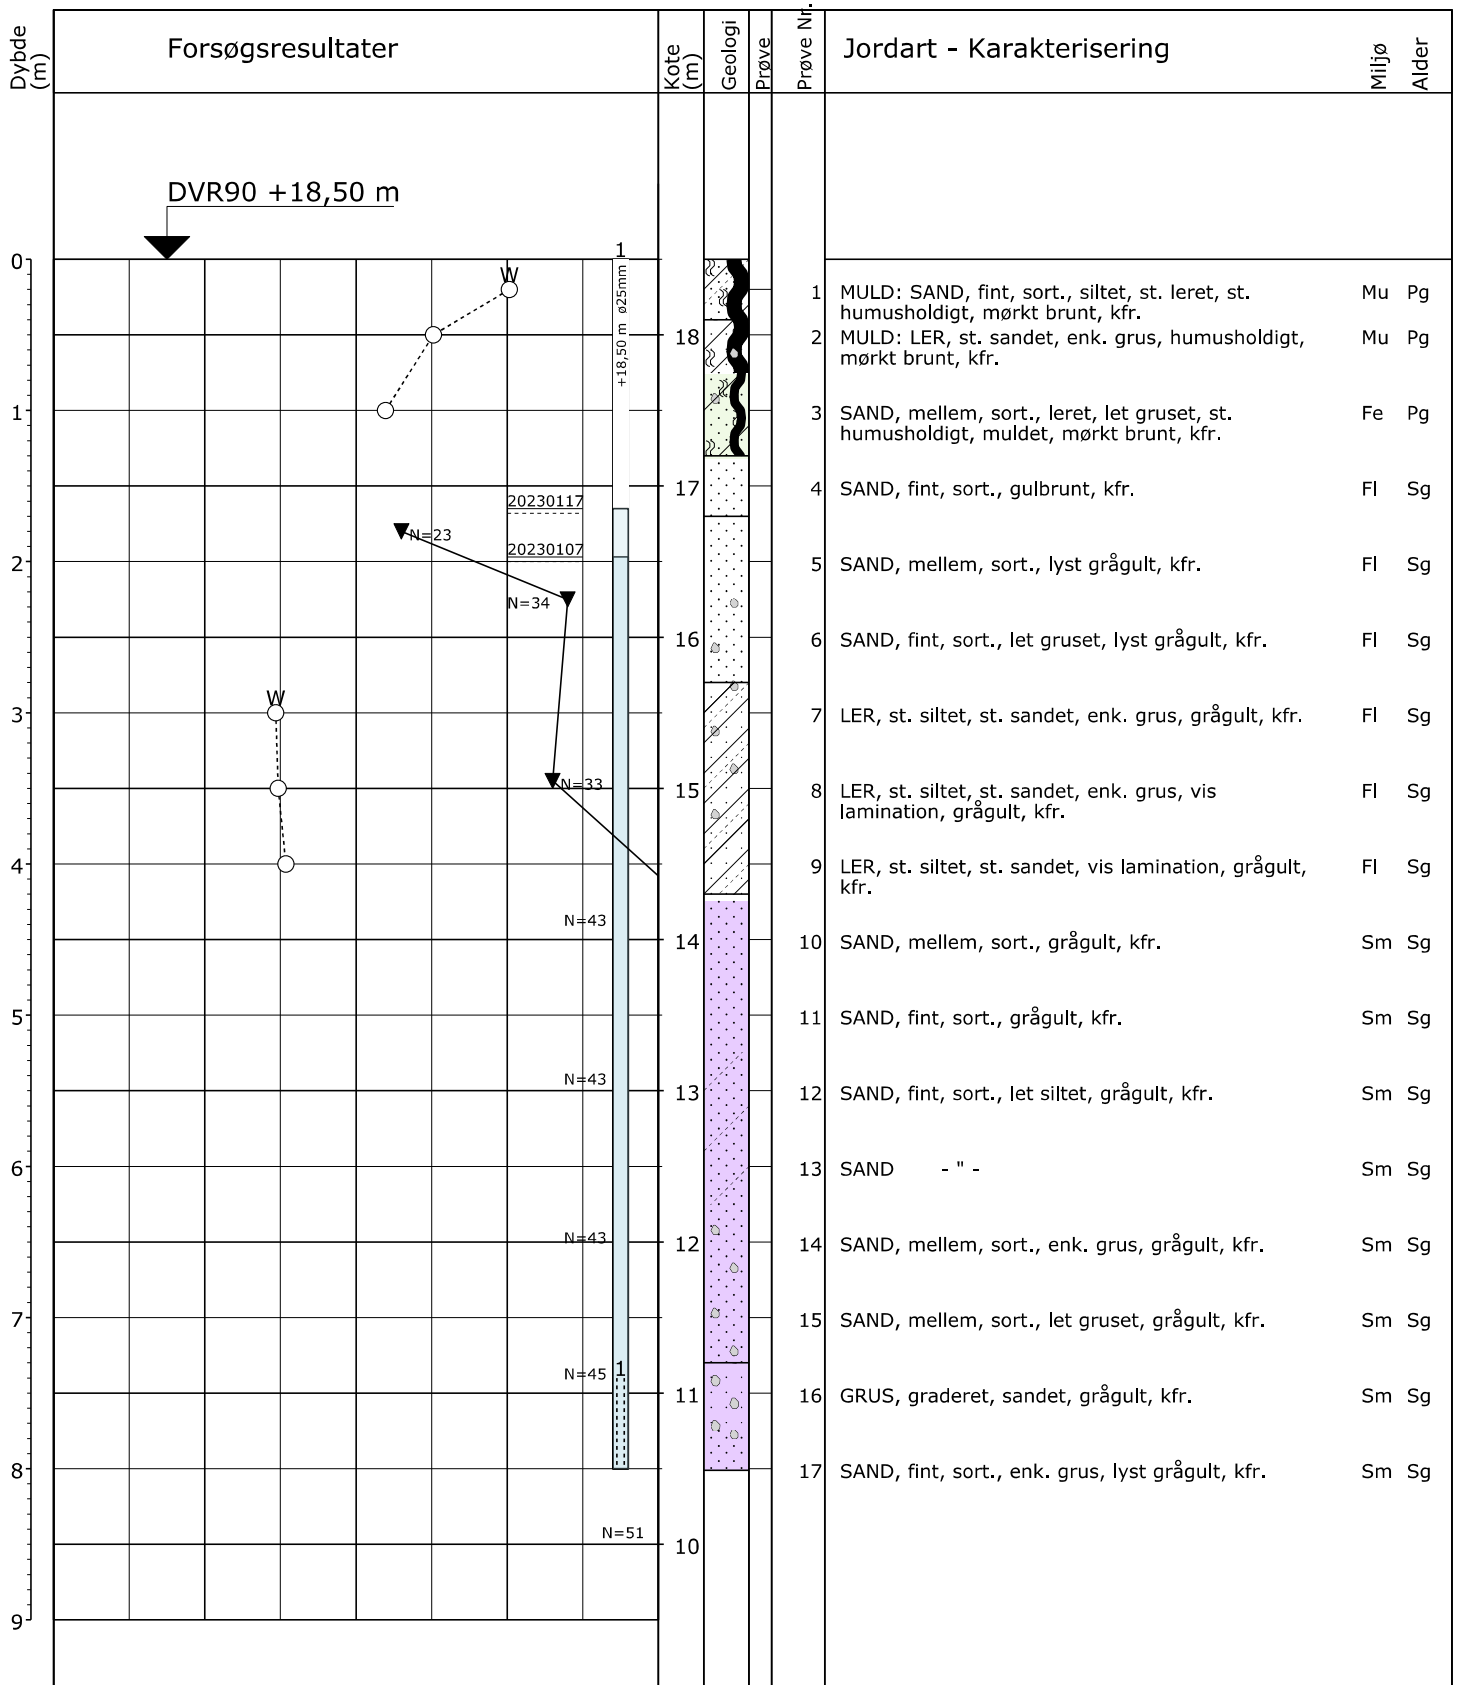 Dybde
(m)
Forsøgsresultater
Kote
(m)
Geologi
Prøve
Prøve Nr.
Jordart - Karakterisering
Miljø
Alder
DVR90 +18,50 m
1
+18,50 m ø25mm
W
0
1
2
3
4
5
6
7
8
9
20230117
N=23
20230107
N=34
W
N=33
N=43
N=43
N=43
N=45
1
N=51
18
17
16
15
14
13
12
11
10
1 MULD: SAND, fint, sort., siltet, st. leret, st. Mu Pg
humusholdigt, mørkt brunt, kfr.
2 MULD: LER, st. sandet, enk. grus, humusholdigt, Mu Pg
mørkt brunt, kfr.
3 SAND, mellem, sort., leret, let gruset, st. Fe Pg
humusholdigt, muldet, mørkt brunt, kfr.
4 SAND, fint, sort., gulbrunt, kfr. Fl Sg
5 SAND, mellem, sort., lyst grågult, kfr. Fl Sg
6 SAND, fint, sort., let gruset, lyst grågult, kfr. Fl Sg
7 LER, st. siltet, st. sandet, enk. grus, grågult, kfr. Fl Sg
8 LER, st. siltet, st. sandet, enk. grus, vis Fl Sg
lamination, grågult, kfr.
9 LER, st. siltet, st. sandet, vis lamination, grågult, Fl Sg
kfr.
10 SAND, mellem, sort., grågult, kfr. Sm Sg
11 SAND, fint, sort., grågult, kfr. Sm Sg
12 SAND, fint, sort., let siltet, grågult, kfr. Sm Sg
13 SAND - " - Sm Sg
14 SAND, mellem, sort., enk. grus, grågult, kfr. Sm Sg
15 SAND, mellem, sort., let gruset, grågult, kfr. Sm Sg
16 GRUS, graderet, sandet, grågult, kfr. Sm Sg
17 SAND, fint, sort., enk. grus, lyst grågult, kfr. Sm Sg